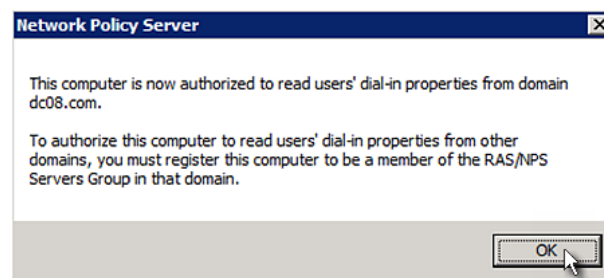 Network Policy Server
This computer is now authorized to read users' dial-in properties from domain
dc08.com.
To authorize this computer to read users' dial-in properties from other
domains, you must register this computer to be a member of the RAS/NPS
Servers Group in that domain.
OK